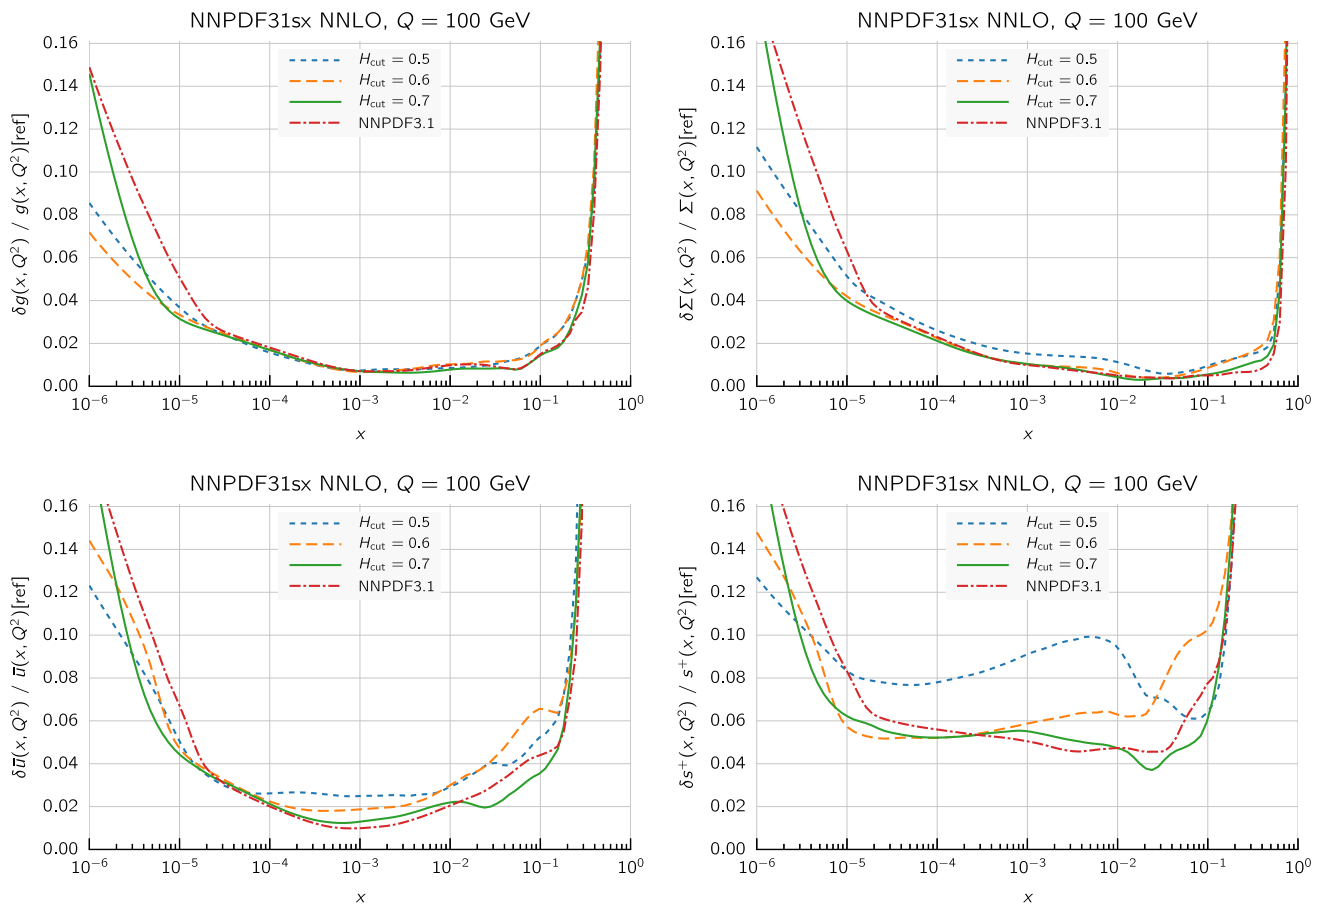 NNPDF31sx NNLO, Q = 100 GeV
δg(x, Q²) / g(x, Q²)[ref]
0.16
0.14
0.12
0.10
0.08
0.06
0.04
0.02
0.00
H_cut = 0.5
H_cut = 0.6
H_cut = 0.7
NNPDF3.1
10⁻⁶ 10⁻⁵ 10⁻⁴ 10⁻³ 10⁻² 10⁻¹ 10⁰
x
NNPDF31sx NNLO, Q = 100 GeV
δΣ(x, Q²) / Σ(x, Q²)[ref]
0.16
0.14
0.12
0.10
0.08
0.06
0.04
0.02
0.00
H_cut = 0.5
H_cut = 0.6
H_cut = 0.7
NNPDF3.1
10⁻⁶ 10⁻⁵ 10⁻⁴ 10⁻³ 10⁻² 10⁻¹ 10⁰
x
NNPDF31sx NNLO, Q = 100 GeV
δū(x, Q²) / ū(x, Q²)[ref]
0.16
0.14
0.12
0.10
0.08
0.06
0.04
0.02
0.00
H_cut = 0.5
H_cut = 0.6
H_cut = 0.7
NNPDF3.1
10⁻⁶ 10⁻⁵ 10⁻⁴ 10⁻³ 10⁻² 10⁻¹ 10⁰
x
NNPDF31sx NNLO, Q = 100 GeV
δs⁺(x, Q²) / s⁺(x, Q²)[ref]
0.16
0.14
0.12
0.10
0.08
0.06
0.04
0.02
0.00
H_cut = 0.5
H_cut = 0.6
H_cut = 0.7
NNPDF3.1
10⁻⁶ 10⁻⁵ 10⁻⁴ 10⁻³ 10⁻² 10⁻¹ 10⁰
x